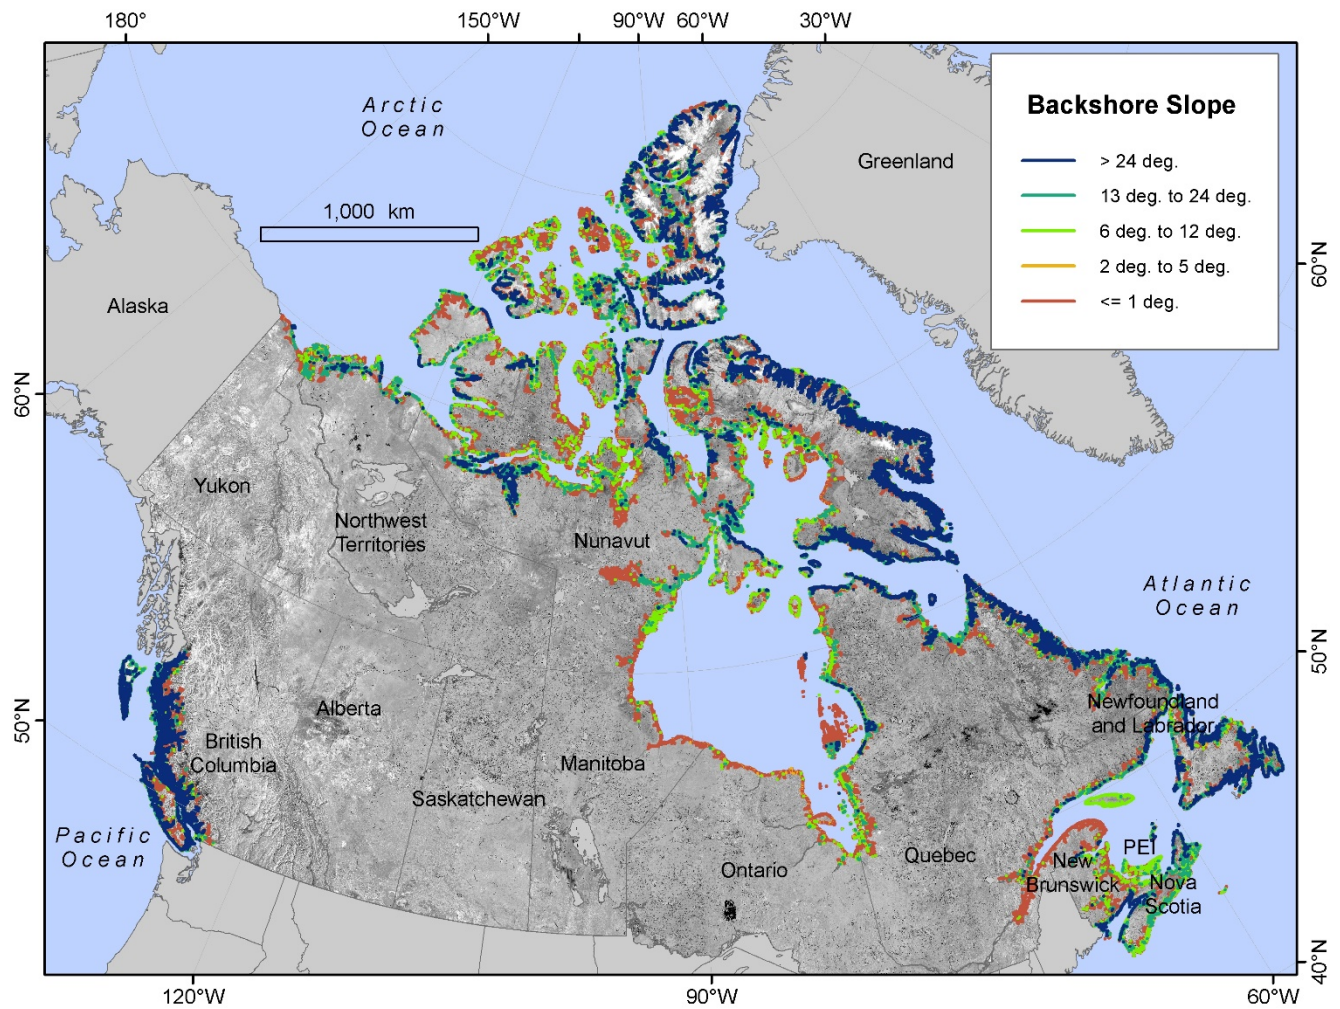 180°
150°W
90°W
60°W
30°W
Arctic
Ocean
Backshore Slope
> 24 deg.
13 deg. to 24 deg.
6 deg. to 12 deg.
2 deg. to 5 deg.
<= 1 deg.
Greenland
1,000 km
Alaska
60°N
60°N
Yukon
Northwest
Territories
Nunavut
Atlantic
Ocean
50°N
50°N
Alberta
British
Columbia
Newfoundland
and Labrador
Manitoba
Saskatchewan
Pacific
Ocean
Ontario
Quebec
PEI
New
Brunswick
Nova
Scotia
40°N
120°W
90°W
60°W